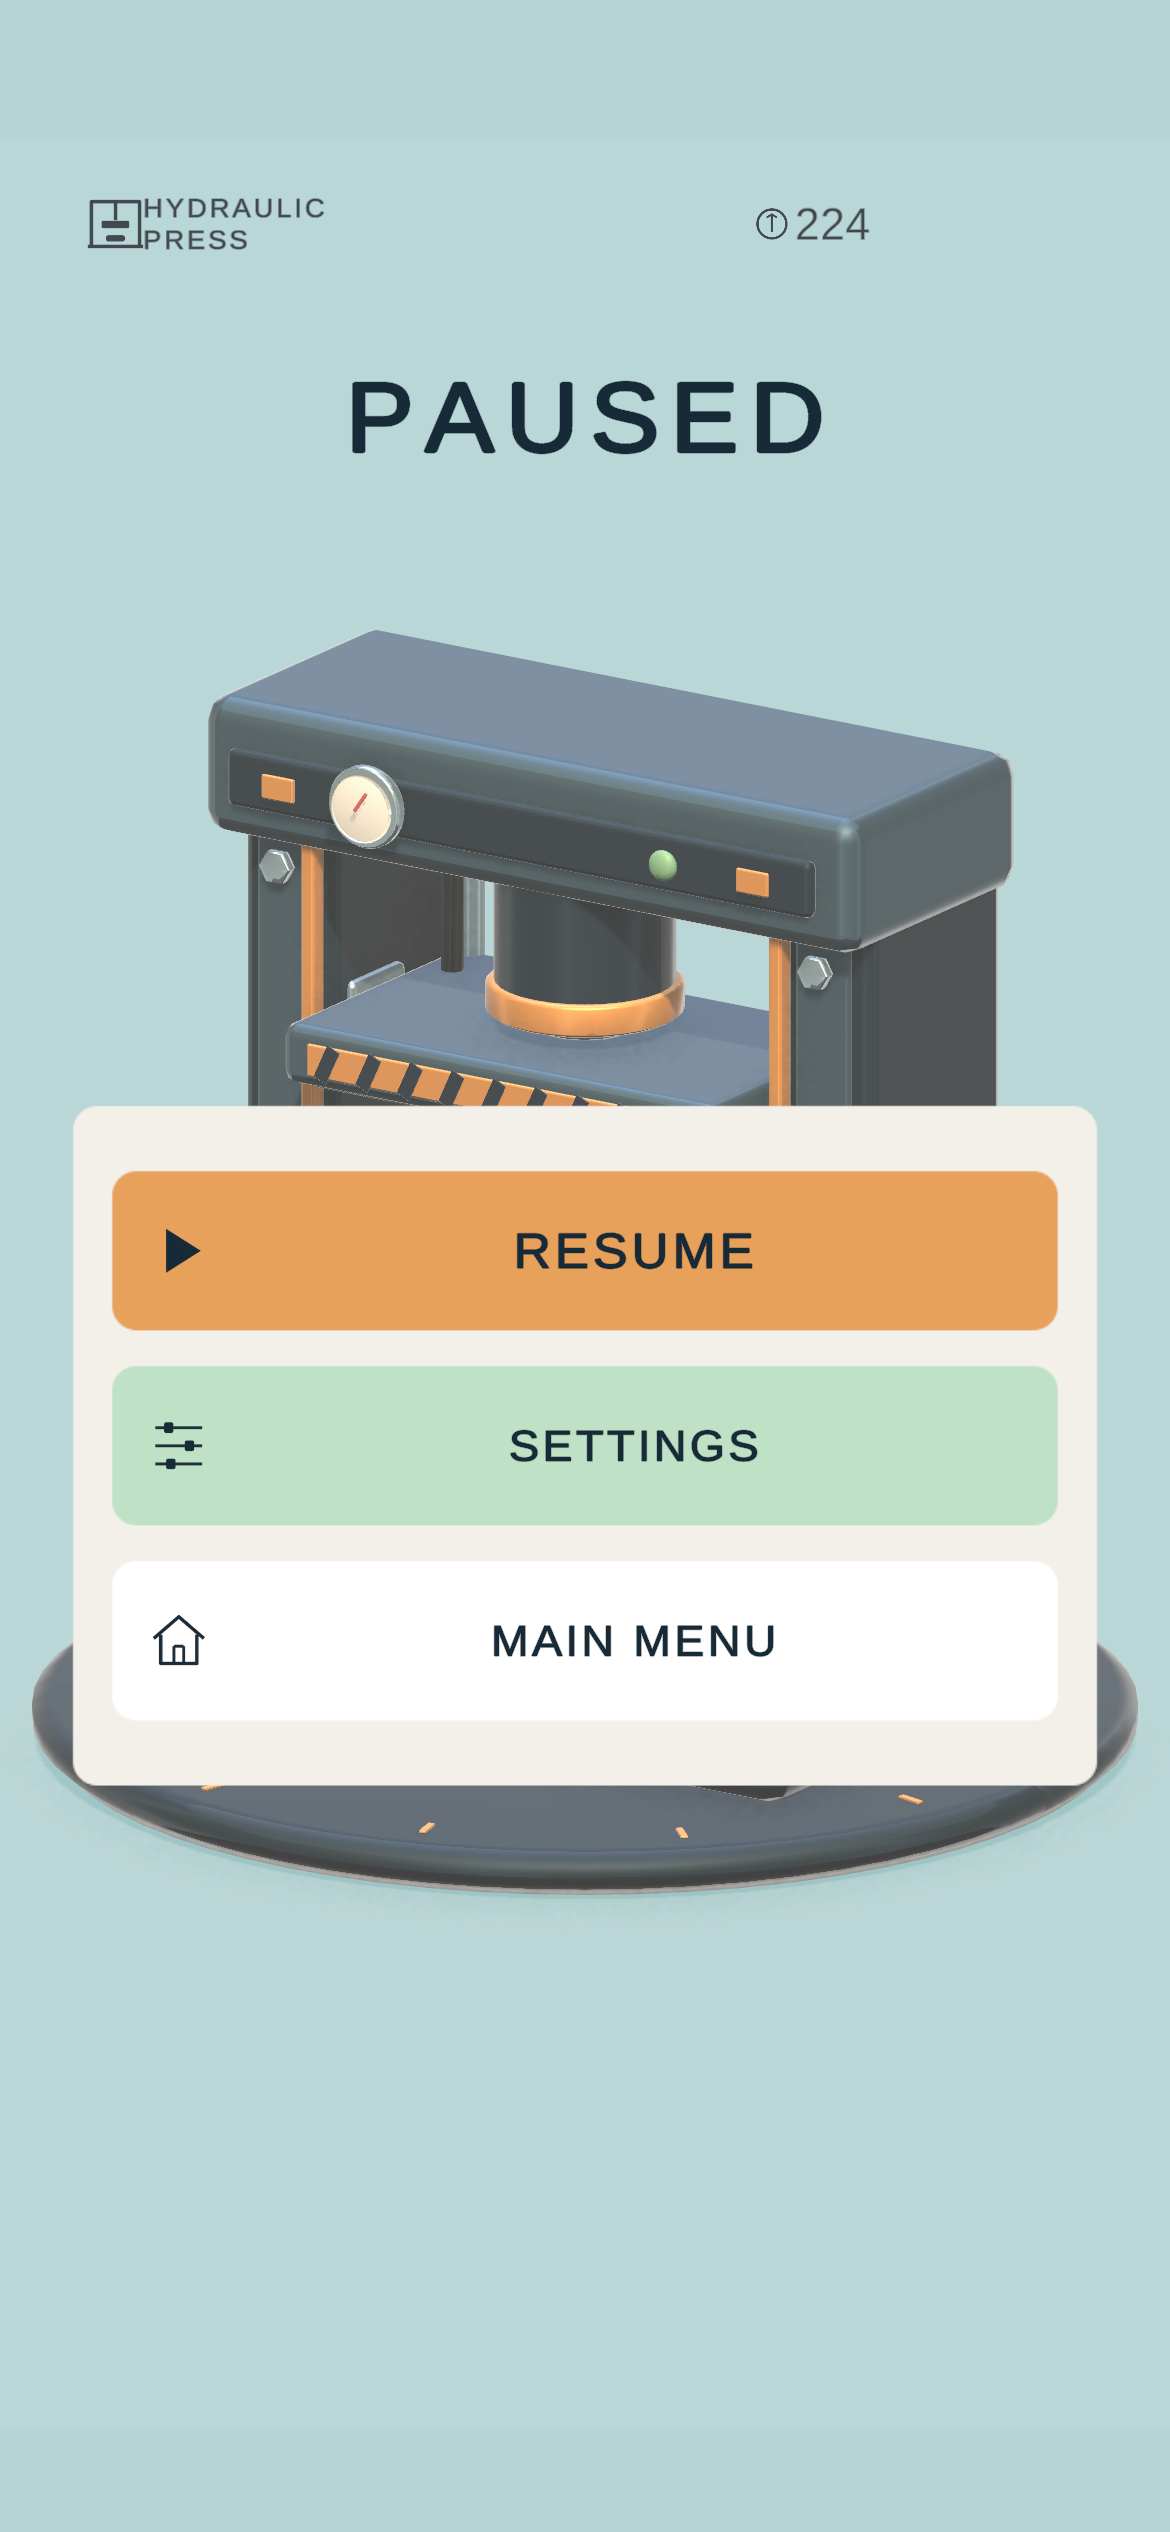 HYDRAULIC
PRESS
224
PAUSED
RESUME
SETTINGS
MAIN MENU